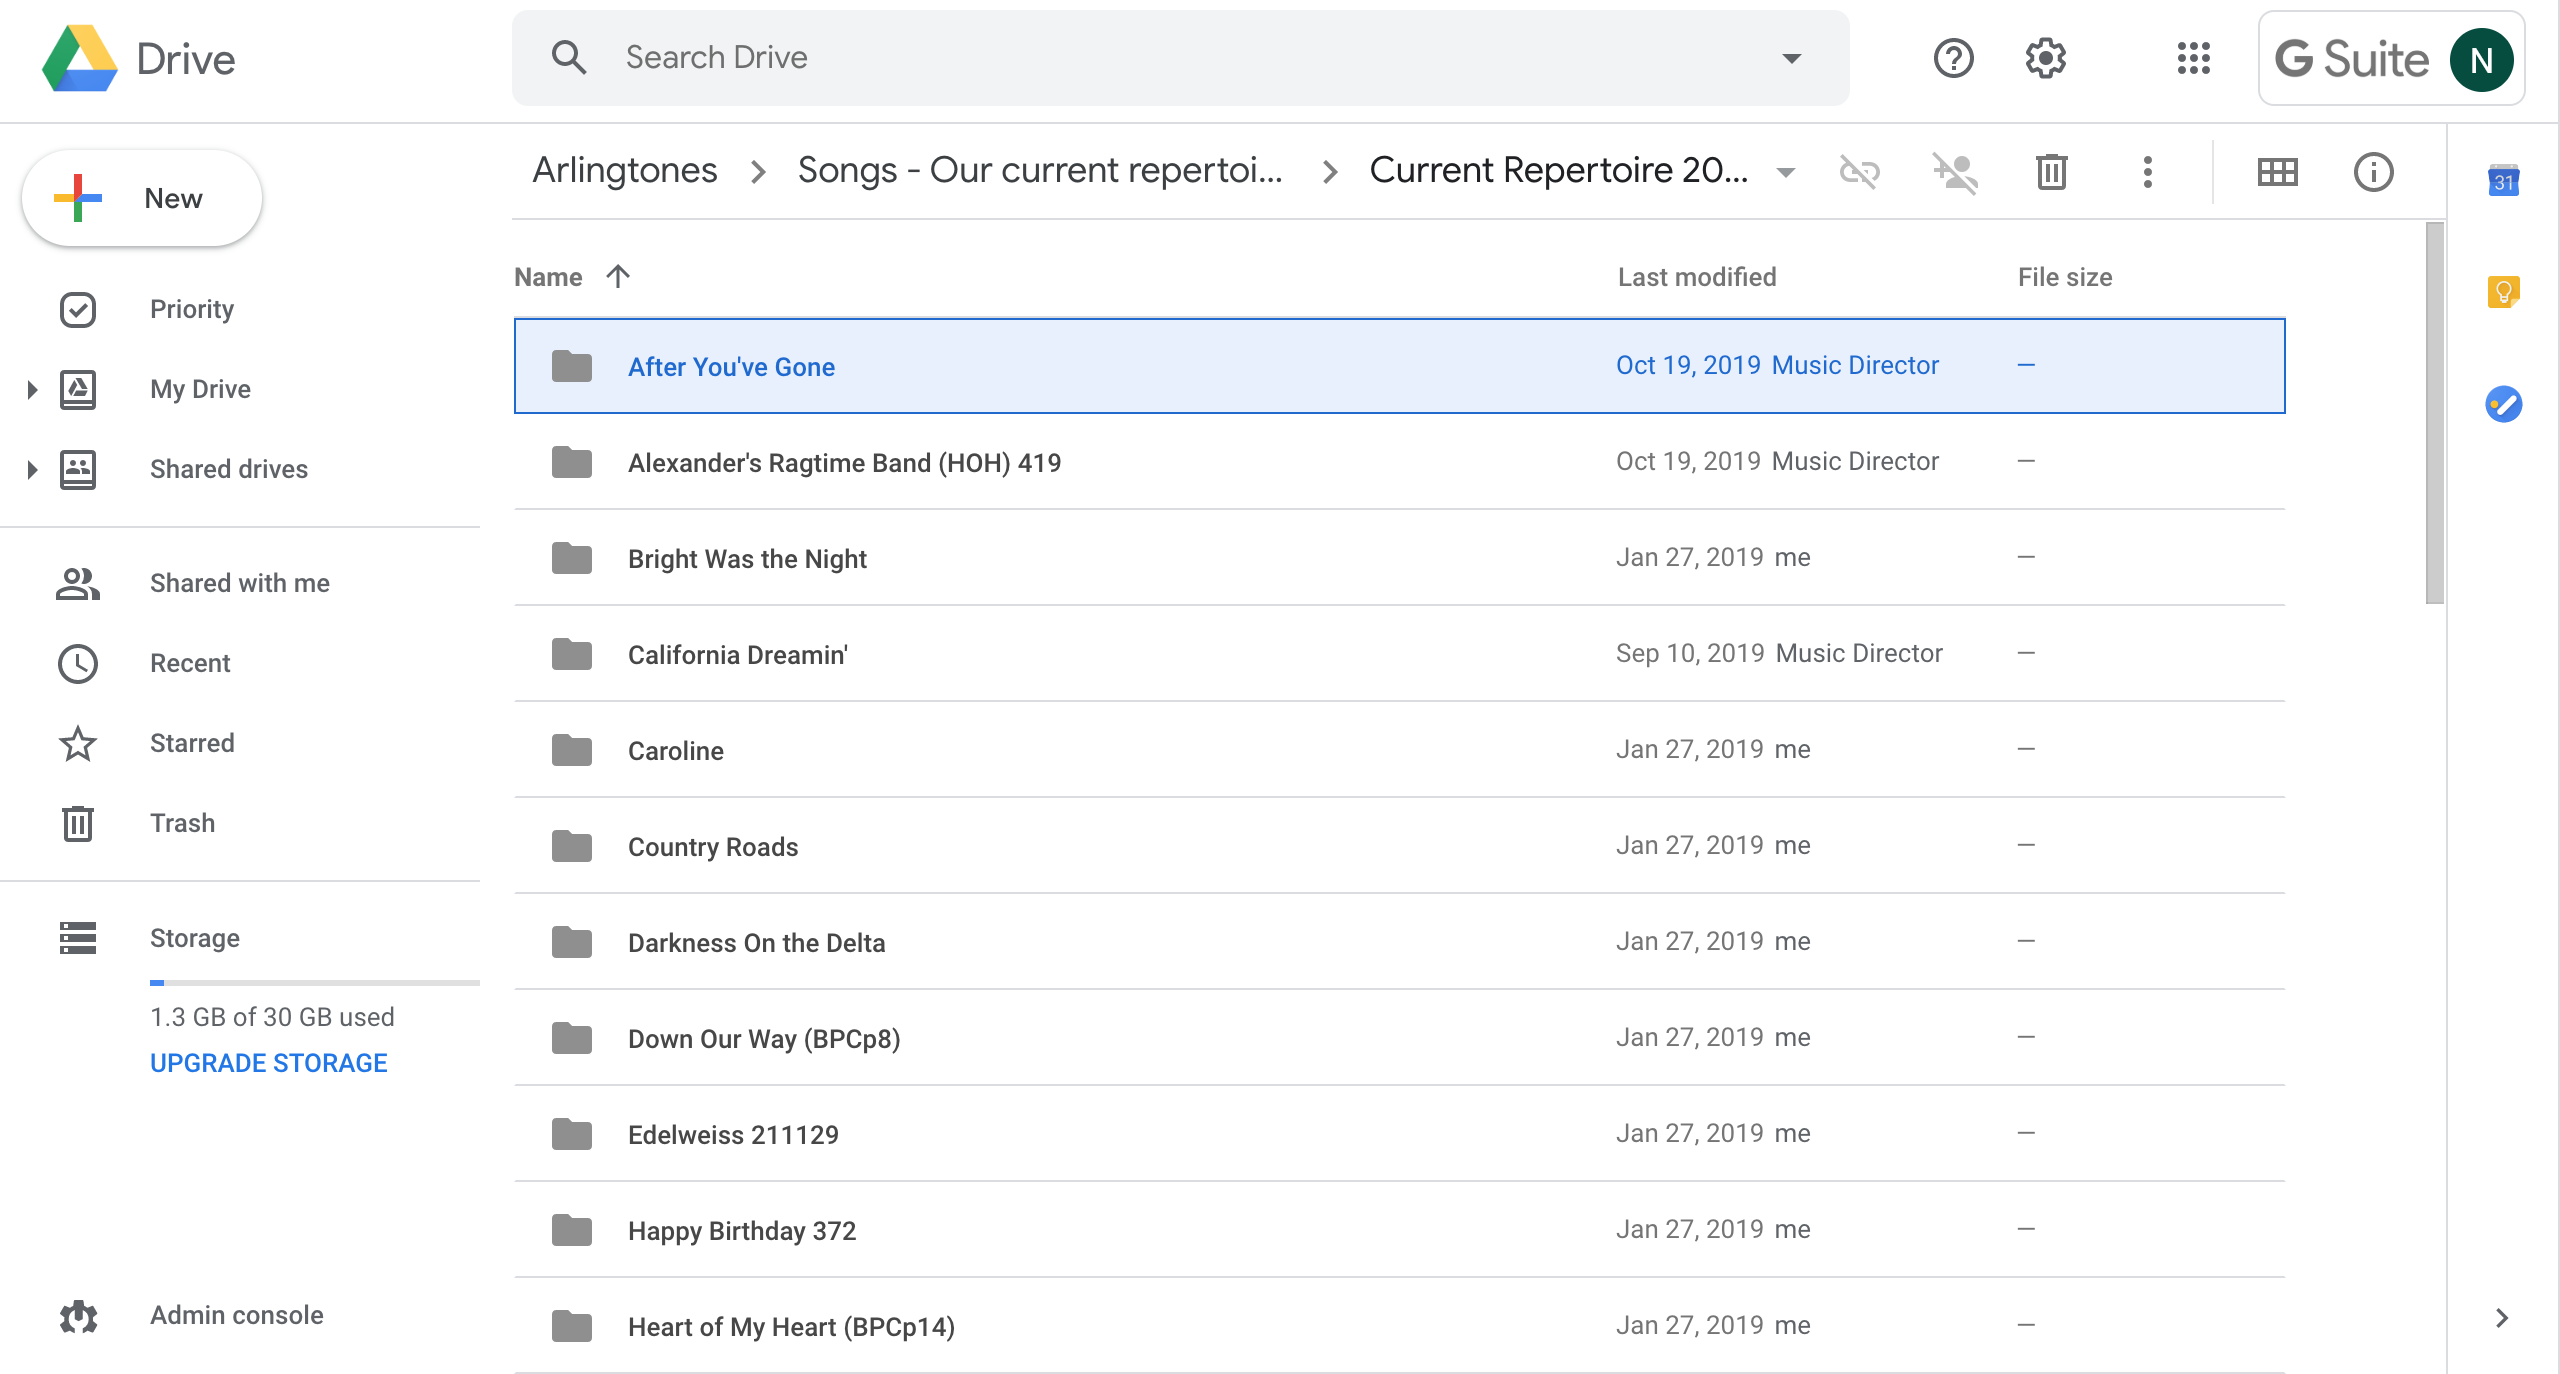 Drive
Search Drive
G Suite
N
New
Priority
My Drive
Shared drives
Shared with me
Recent
Starred
Trash
Storage
1.3 GB of 30 GB used
UPGRADE STORAGE
Admin console
Arlingtones > Songs - Our current repertoi... > Current Repertoire 20...
Name Last modified File size
After You've Gone Oct 19, 2019 Music Director —
Alexander's Ragtime Band (HOH) 419 Oct 19, 2019 Music Director —
Bright Was the Night Jan 27, 2019 me —
California Dreamin' Sep 10, 2019 Music Director —
Caroline Jan 27, 2019 me —
Country Roads Jan 27, 2019 me —
Darkness On the Delta Jan 27, 2019 me —
Down Our Way (BPCp8) Jan 27, 2019 me —
Edelweiss 211129 Jan 27, 2019 me —
Happy Birthday 372 Jan 27, 2019 me —
Heart of My Heart (BPCp14) Jan 27, 2019 me —
31